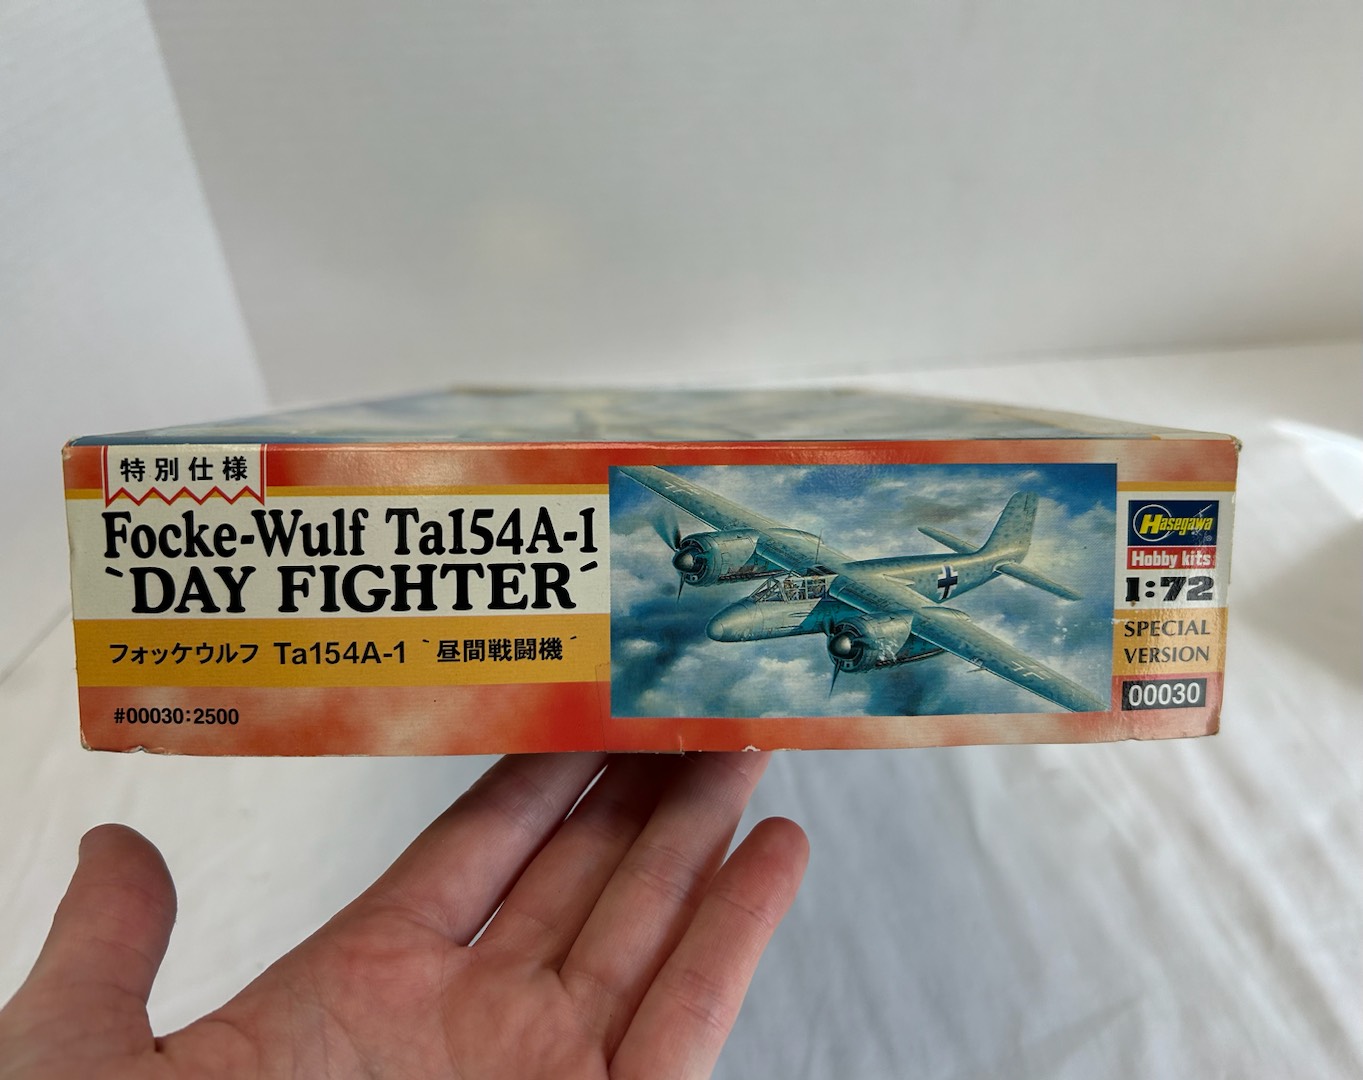 特別仕様
Focke-Wulf Ta154A-1
`DAY FIGHTER´
フォッケウルフ Ta154A-1 `昼間戦闘機´
#00030:2500
Hasegawa
Hobby kits
1:72
SPECIAL
VERSION
00030